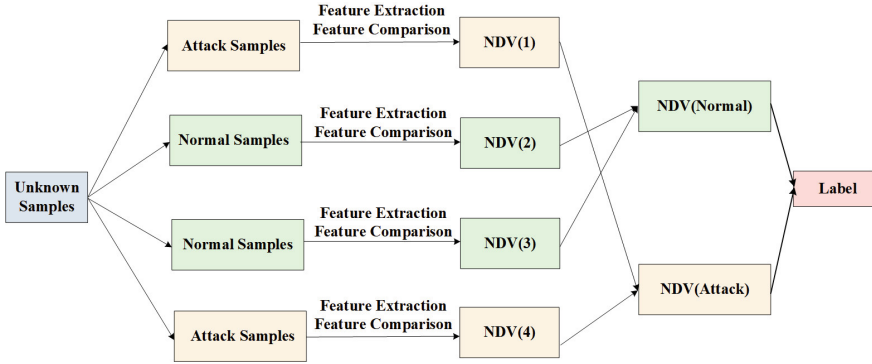 Feature Extraction
Feature Comparison
Attack Samples
NDV(1)
Feature Extraction
Feature Comparison
Normal Samples
NDV(2)
NDV(Normal)
Unknown
Samples
Label
Feature Extraction
Feature Comparison
Normal Samples
NDV(3)
NDV(Attack)
Feature Extraction
Feature Comparison
Attack Samples
NDV(4)